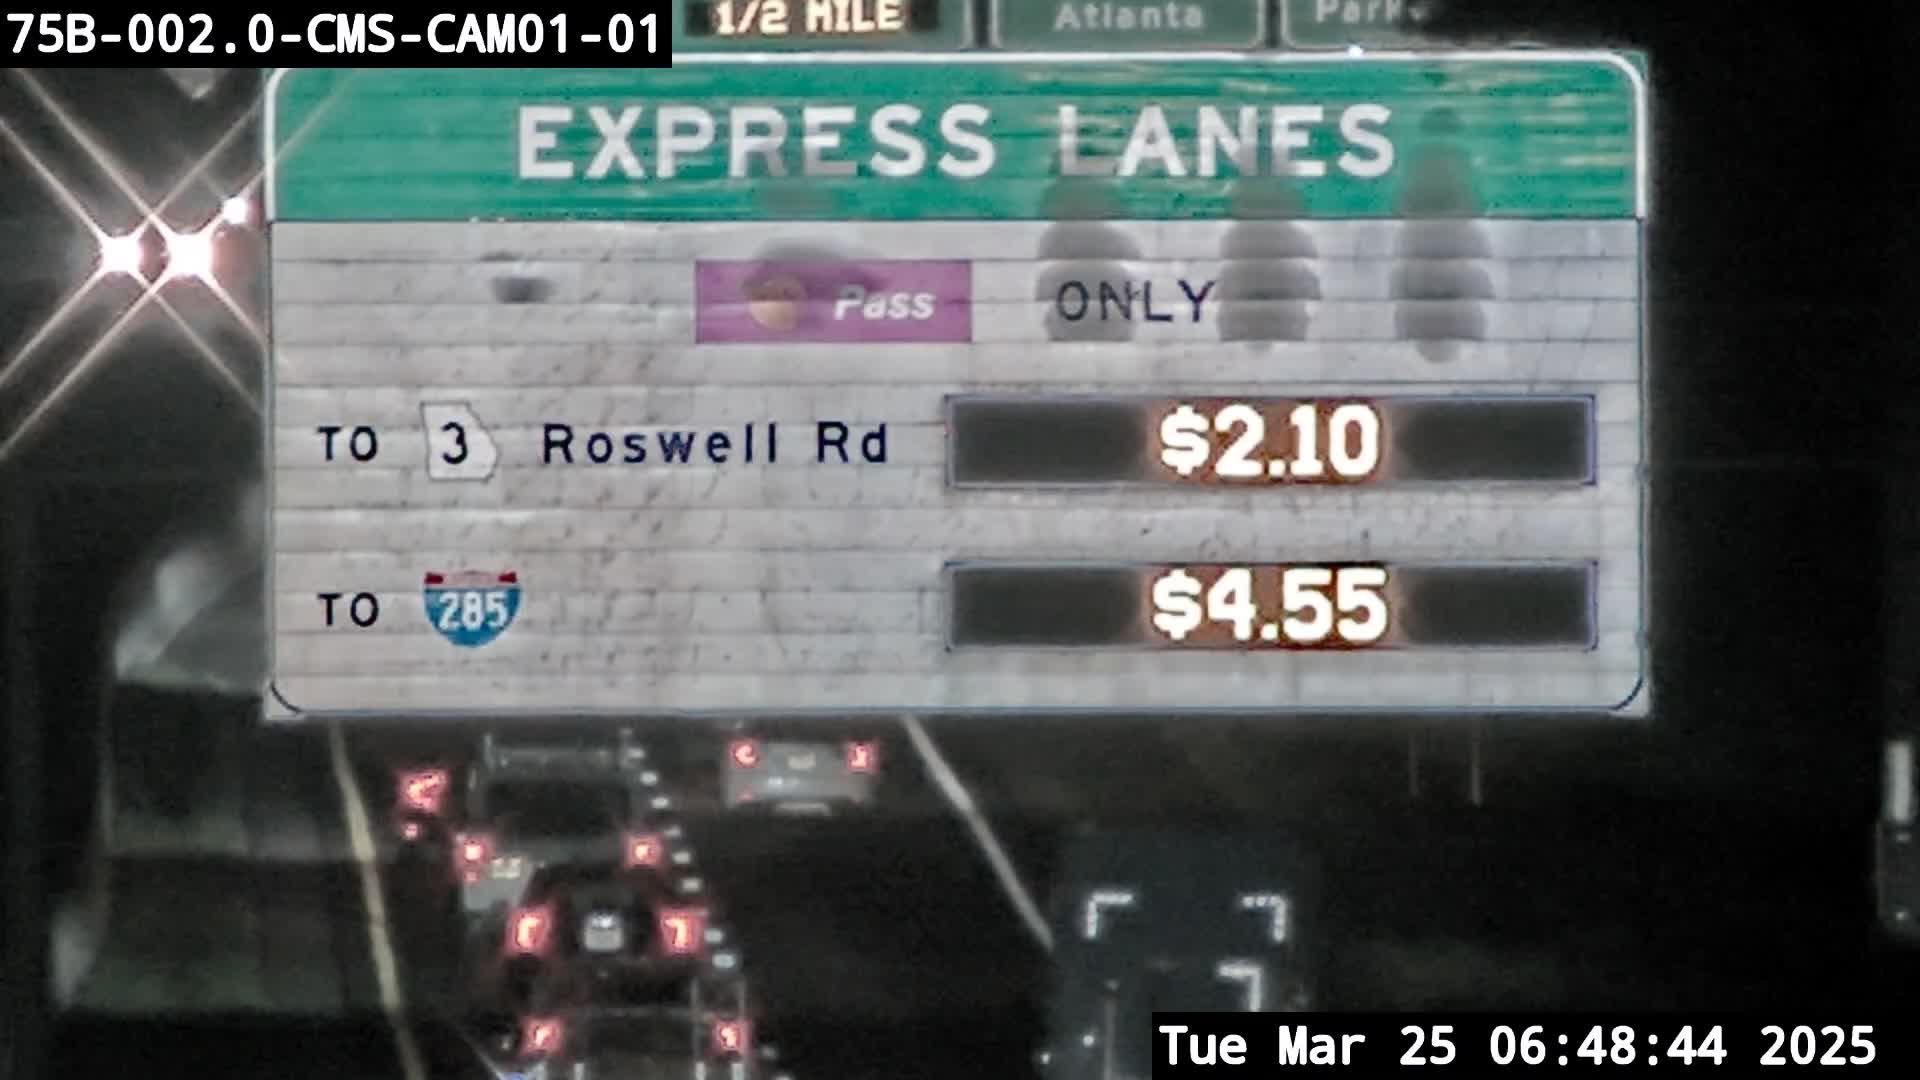 75B-002.0-CMS-CAM01-01
1/2 MILE
Atlanta
EXPRESS LANES
Pass ONLY
TO 3 Roswell Rd $2.10
TO 285 $4.55
Tue Mar 25 06:48:44 2025